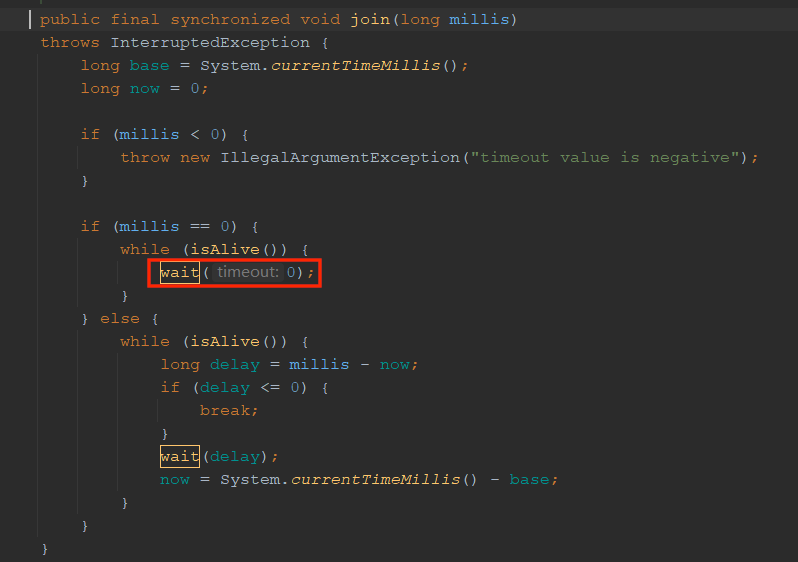 public final synchronized void join(long millis)
throws InterruptedException {
    long base = System.currentTimeMillis();
    long now = 0;

    if (millis < 0) {
        throw new IllegalArgumentException("timeout value is negative");
    }

    if (millis == 0) {
        while (isAlive()) {
            wait( timeout: 0);
        }
    } else {
        while (isAlive()) {
            long delay = millis - now;
            if (delay <= 0) {
                break;
            }
            wait(delay);
            now = System.currentTimeMillis() - base;
        }
    }
}